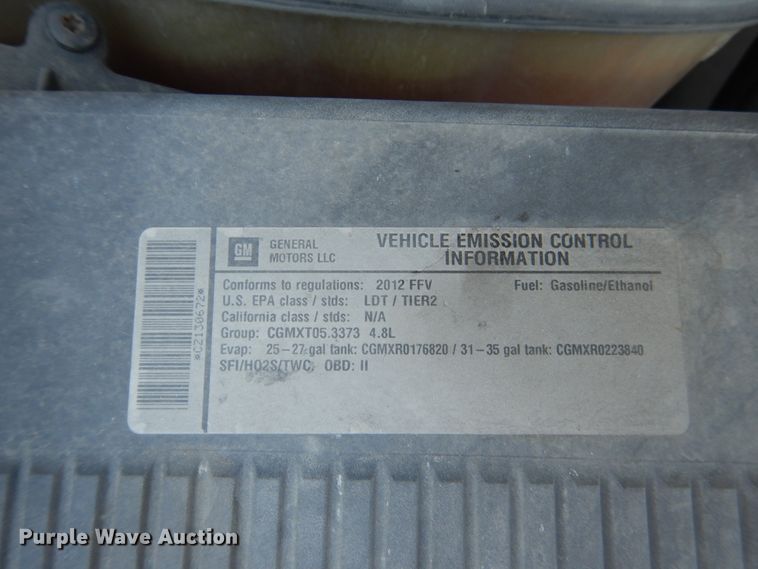 GM
GENERAL
MOTORS LLC
VEHICLE EMISSION CONTROL
INFORMATION
Conforms to regulations: 2012 FFV Fuel: Gasoline/Ethanol
U.S. EPA class / stds: LDT / TIER2
California class / stds: N/A
Group: CGMXT05.3373 4.8L
Evap: 25-27 gal tank: CGMXR0176820 / 31-35 gal tank: CGMXR0223840
SFI/HO2S/TWC, OBD: II
*C2130672*
Purple Wave Auction